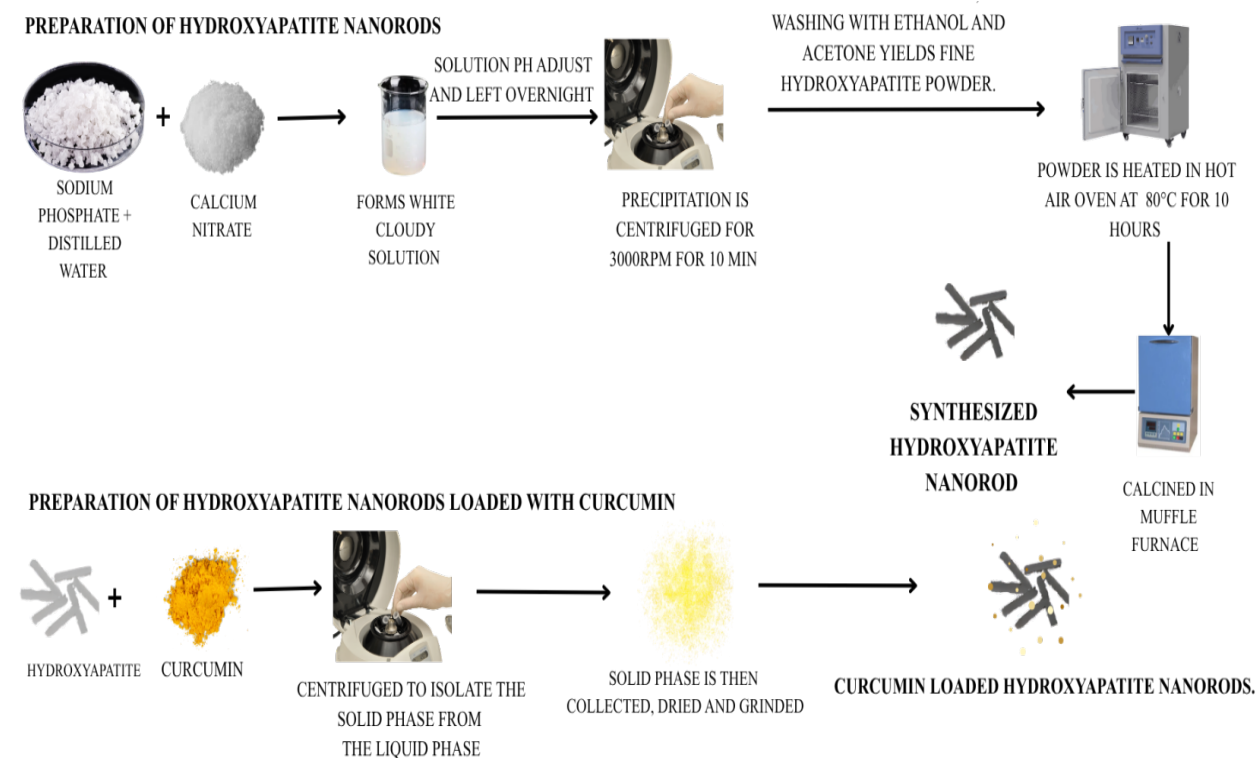 PREPARATION OF HYDROXYAPATITE NANORODS
SODIUM
PHOSPHATE +
DISTILLED
WATER
+
CALCIUM
NITRATE
FORMS WHITE
CLOUDY
SOLUTION
SOLUTION PH ADJUST
AND LEFT OVERNIGHT
PRECIPITATION IS
CENTRIFUGED FOR
3000RPM FOR 10 MIN
WASHING WITH ETHANOL AND
ACETONE YIELDS FINE
HYDROXYAPATITE POWDER.
POWDER IS HEATED IN HOT
AIR OVEN AT 80°C FOR 10
HOURS
CALCINED IN
MUFFLE
FURNACE
SYNTHESIZED
HYDROXYAPATITE
NANOROD
PREPARATION OF HYDROXYAPATITE NANORODS LOADED WITH CURCUMIN
HYDROXYAPATITE
+
CURCUMIN
CENTRIFUGED TO ISOLATE THE
SOLID PHASE FROM
THE LIQUID PHASE
SOLID PHASE IS THEN
COLLECTED, DRIED AND GRINDED
CURCUMIN LOADED HYDROXYAPATITE NANORODS.